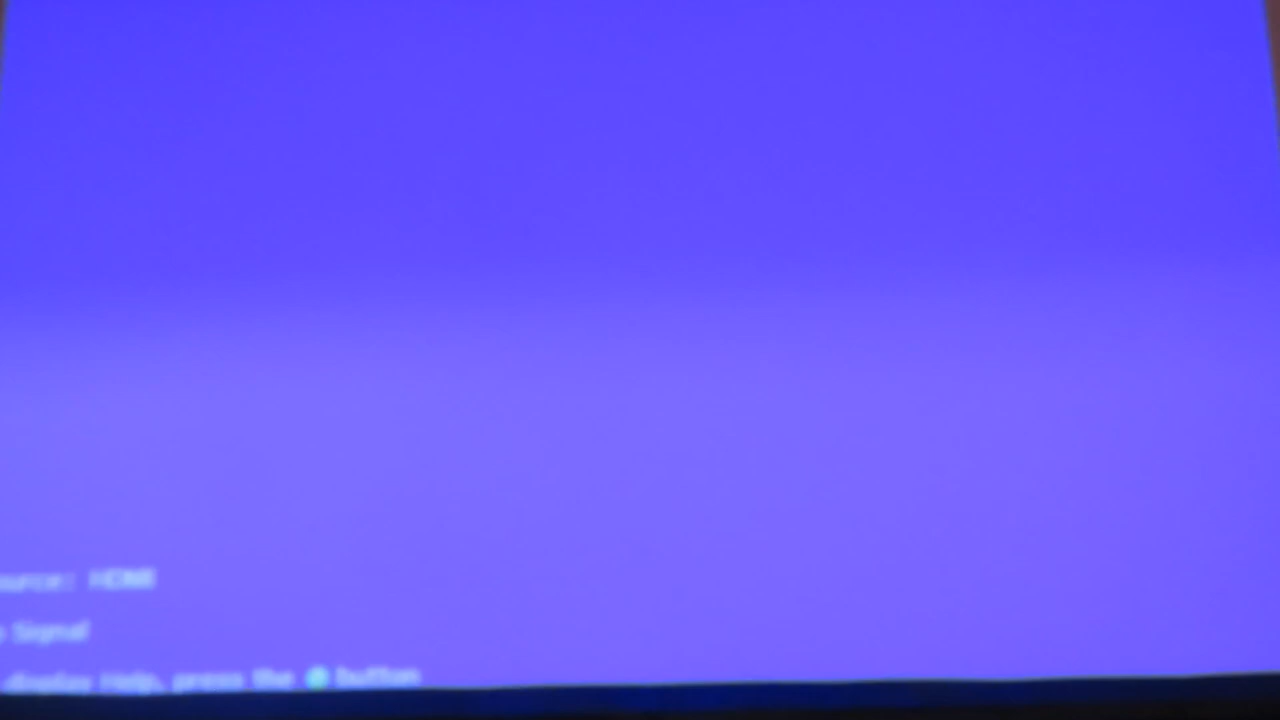 ource: HDMI
o Signal
display Help, press the button